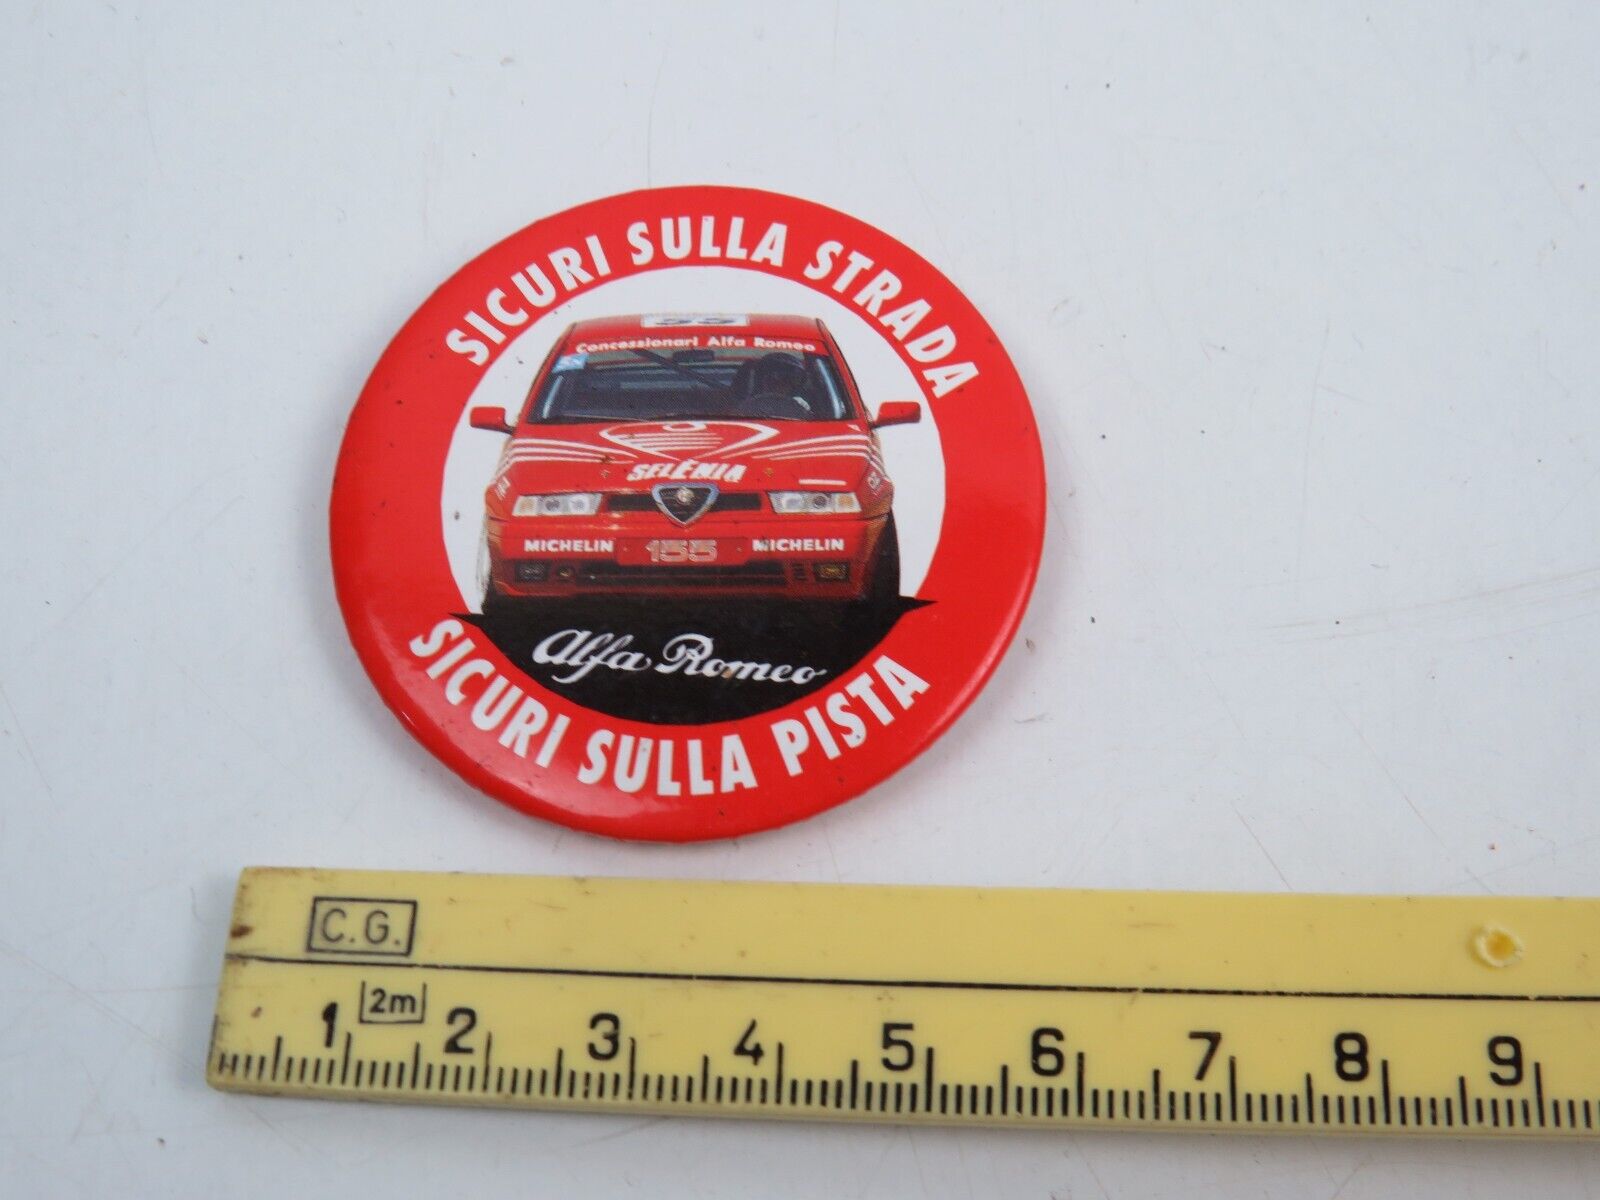 SICURI SULLA STRADA
Concessionari Alfa Romeo
SELÈNIA
MICHELIN 155 MICHELIN
Alfa Romeo
SICURI SULLA PISTA
C.G.
2m
1 2 3 4 5 6 7 8 9